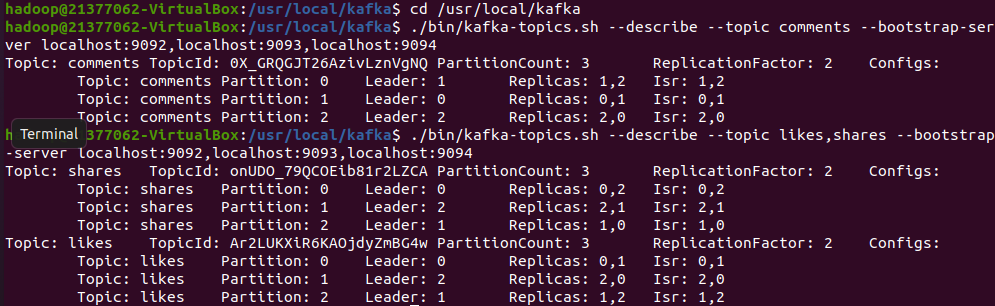 hadoop@21377062-VirtualBox:/usr/local/kafka$ cd /usr/local/kafka
hadoop@21377062-VirtualBox:/usr/local/kafka$ ./bin/kafka-topics.sh --describe --topic comments --bootstrap-ser
ver localhost:9092,localhost:9093,localhost:9094
Topic: comments TopicId: 0X_GRQGJT26AzivLznVgNQ PartitionCount: 3 ReplicationFactor: 2 Configs:
Topic: comments Partition: 0 Leader: 1 Replicas: 1,2 Isr: 1,2
Topic: comments Partition: 1 Leader: 0 Replicas: 0,1 Isr: 0,1
Topic: comments Partition: 2 Leader: 2 Replicas: 2,0 Isr: 2,0
h Terminal 21377062-VirtualBox:/usr/local/kafka$ ./bin/kafka-topics.sh --describe --topic likes,shares --bootstrap
-server localhost:9092,localhost:9093,localhost:9094
Topic: shares TopicId: onUDO_79QCOEib81r2LZCA PartitionCount: 3 ReplicationFactor: 2 Configs:
Topic: shares Partition: 0 Leader: 0 Replicas: 0,2 Isr: 0,2
Topic: shares Partition: 1 Leader: 2 Replicas: 2,1 Isr: 2,1
Topic: shares Partition: 2 Leader: 1 Replicas: 1,0 Isr: 1,0
Topic: likes TopicId: Ar2LUKXiR6KAOjdyZmBG4w PartitionCount: 3 ReplicationFactor: 2 Configs:
Topic: likes Partition: 0 Leader: 0 Replicas: 0,1 Isr: 0,1
Topic: likes Partition: 1 Leader: 2 Replicas: 2,0 Isr: 2,0
Topic: likes Partition: 2 Leader: 1 Replicas: 1,2 Isr: 1,2